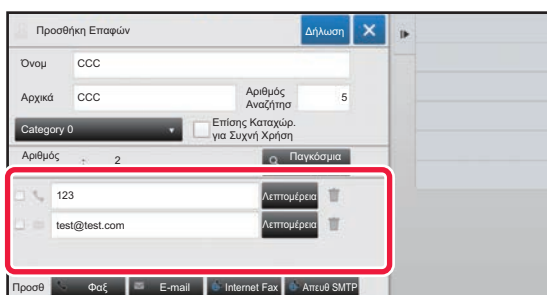 Προσθήκη Επαφών Δήλωση
Όνομ CCC
Αρχικά CCC Αριθμός Αναζήτησ 5
Category 0 Επίσης Καταχώρ. για Συχνή Χρήση
Αριθμός : 2 Παγκόσμια
123 Λεπτομέρεια
test@test.com Λεπτομέρεια
Προσθ Φαξ E-mail Internet Fax Απευθ SMTP